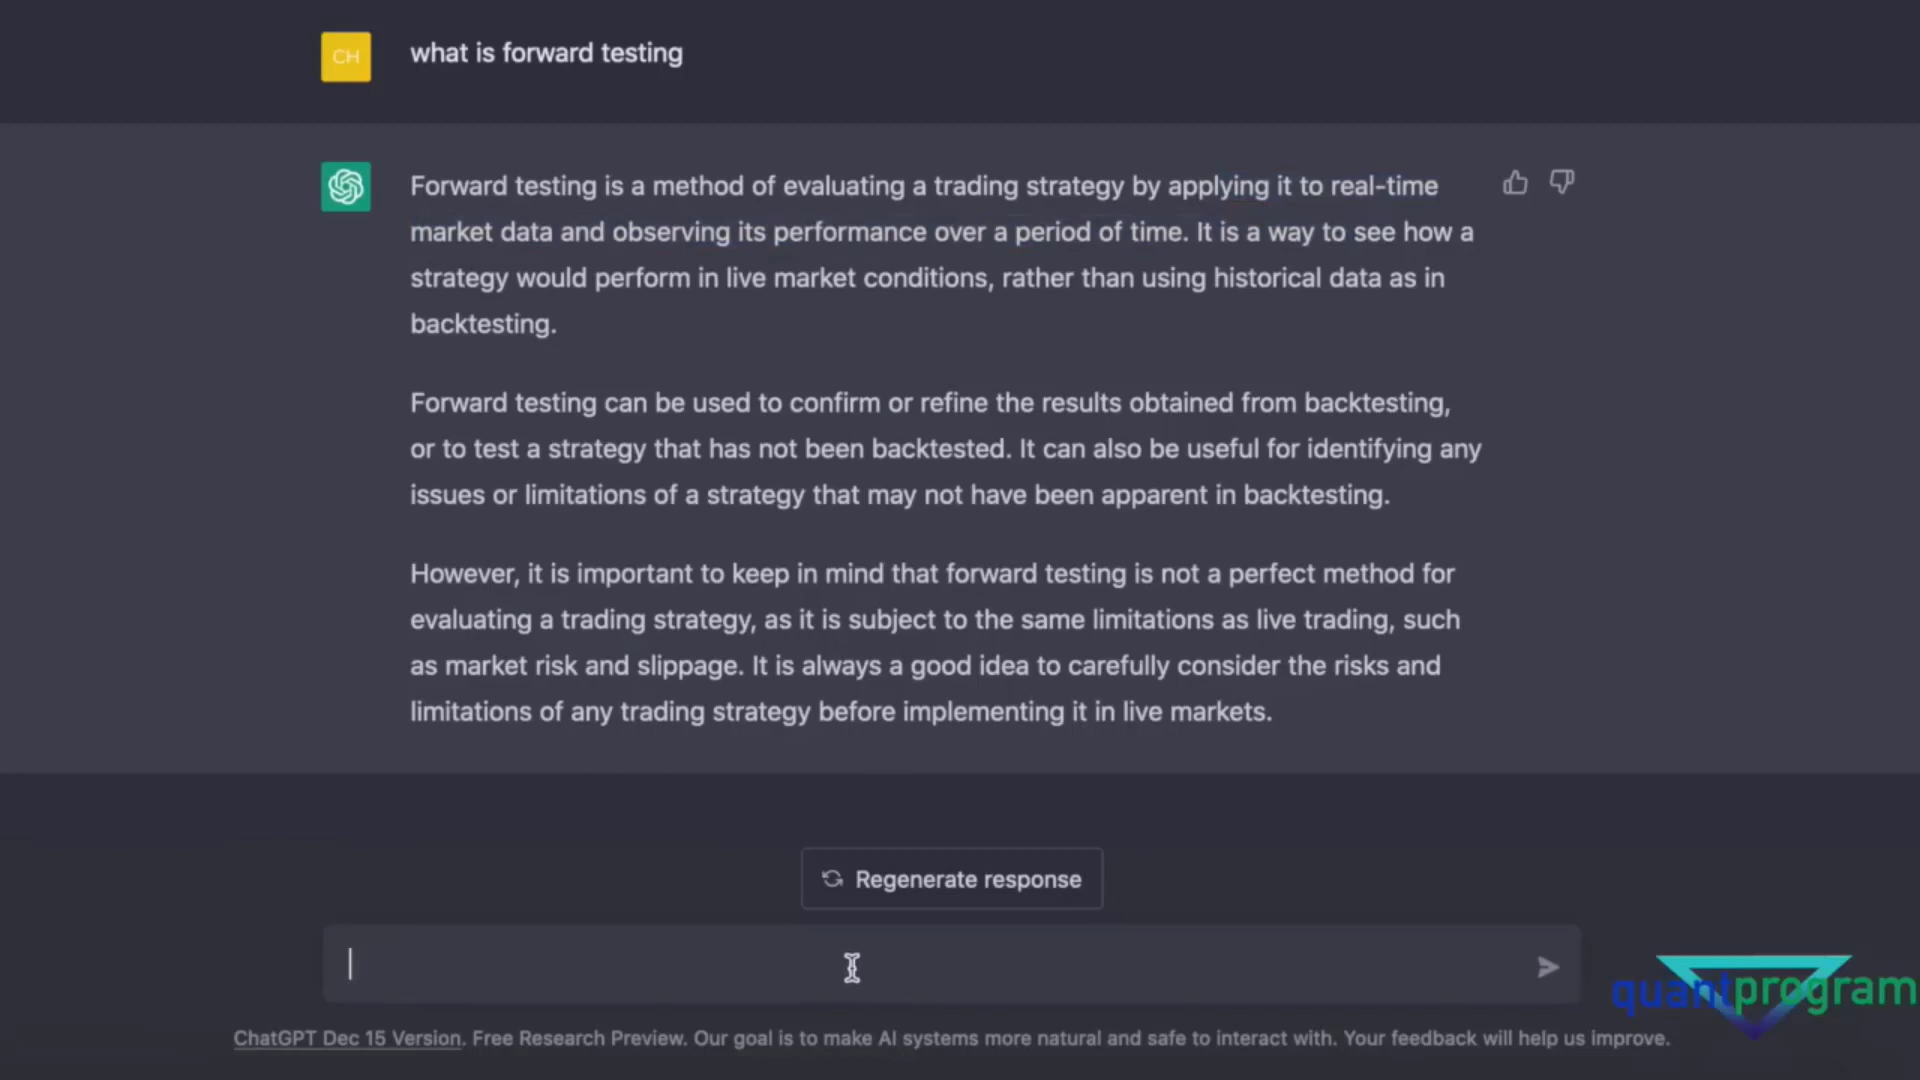 CH
what is forward testing
Forward testing is a method of evaluating a trading strategy by applying it to real-time
market data and observing its performance over a period of time. It is a way to see how a
strategy would perform in live market conditions, rather than using historical data as in
backtesting.
Forward testing can be used to confirm or refine the results obtained from backtesting,
or to test a strategy that has not been backtested. It can also be useful for identifying any
issues or limitations of a strategy that may not have been apparent in backtesting.
However, it is important to keep in mind that forward testing is not a perfect method for
evaluating a trading strategy, as it is subject to the same limitations as live trading, such
as market risk and slippage. It is always a good idea to carefully consider the risks and
limitations of any trading strategy before implementing it in live markets.
Regenerate response
quantprogram
ChatGPT Dec 15 Version. Free Research Preview. Our goal is to make AI systems more natural and safe to interact with. Your feedback will help us improve.